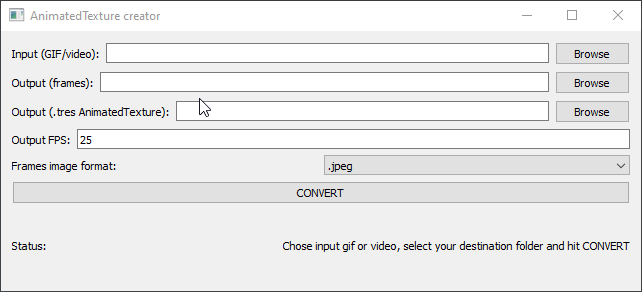 AnimatedTexture creator
Input (GIF/video): Browse
Output (frames): Browse
Output (.tres AnimatedTexture): Browse
Output FPS: 25
Frames image format: .jpeg
CONVERT
Status: Chose input gif or video, select your destination folder and hit CONVERT